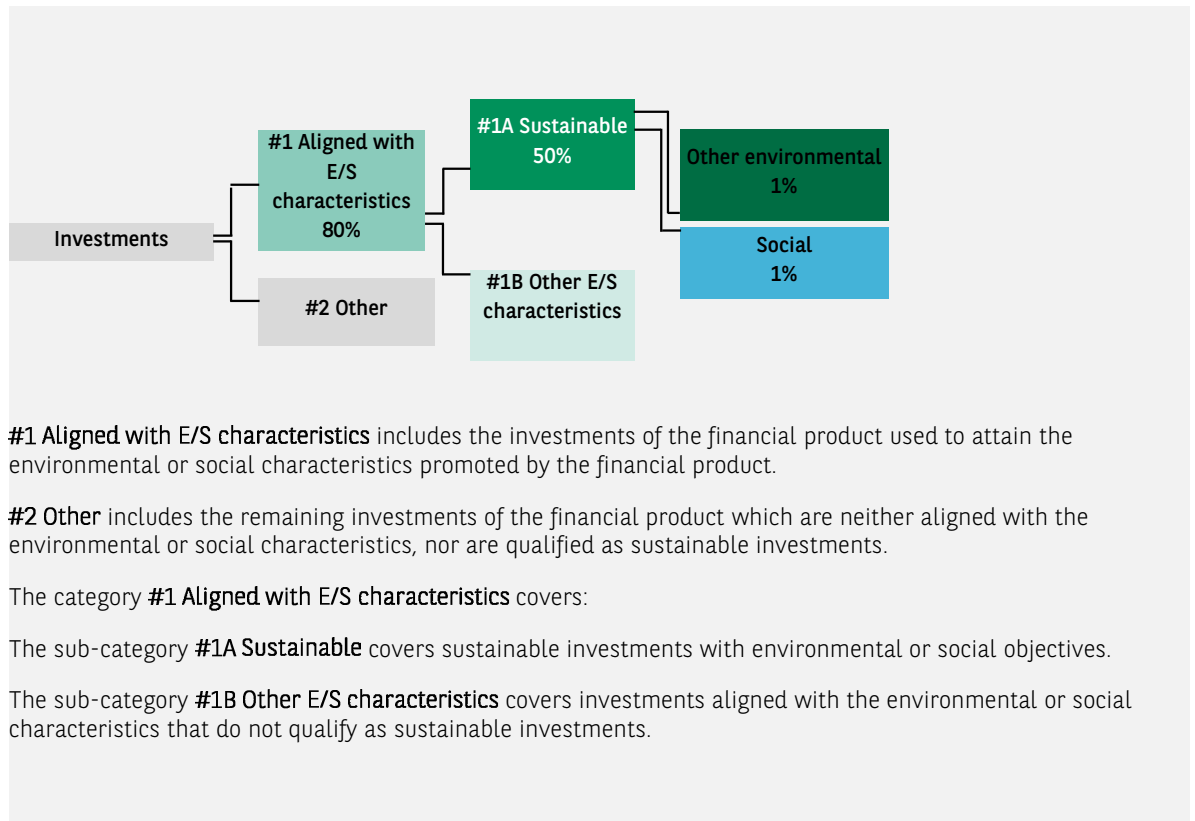 #1 Aligned with
E/S
characteristics
80%
#1A Sustainable
50%
Other environmental
1%
Investments
Social
1%
#2 Other
#1B Other E/S
characteristics
#1 Aligned with E/S characteristics includes the investments of the financial product used to attain the
environmental or social characteristics promoted by the financial product.
#2 Other includes the remaining investments of the financial product which are neither aligned with the
environmental or social characteristics, nor are qualified as sustainable investments.
The category #1 Aligned with E/S characteristics covers:
The sub-category #1A Sustainable covers sustainable investments with environmental or social objectives.
The sub-category #1B Other E/S characteristics covers investments aligned with the environmental or social
characteristics that do not qualify as sustainable investments.